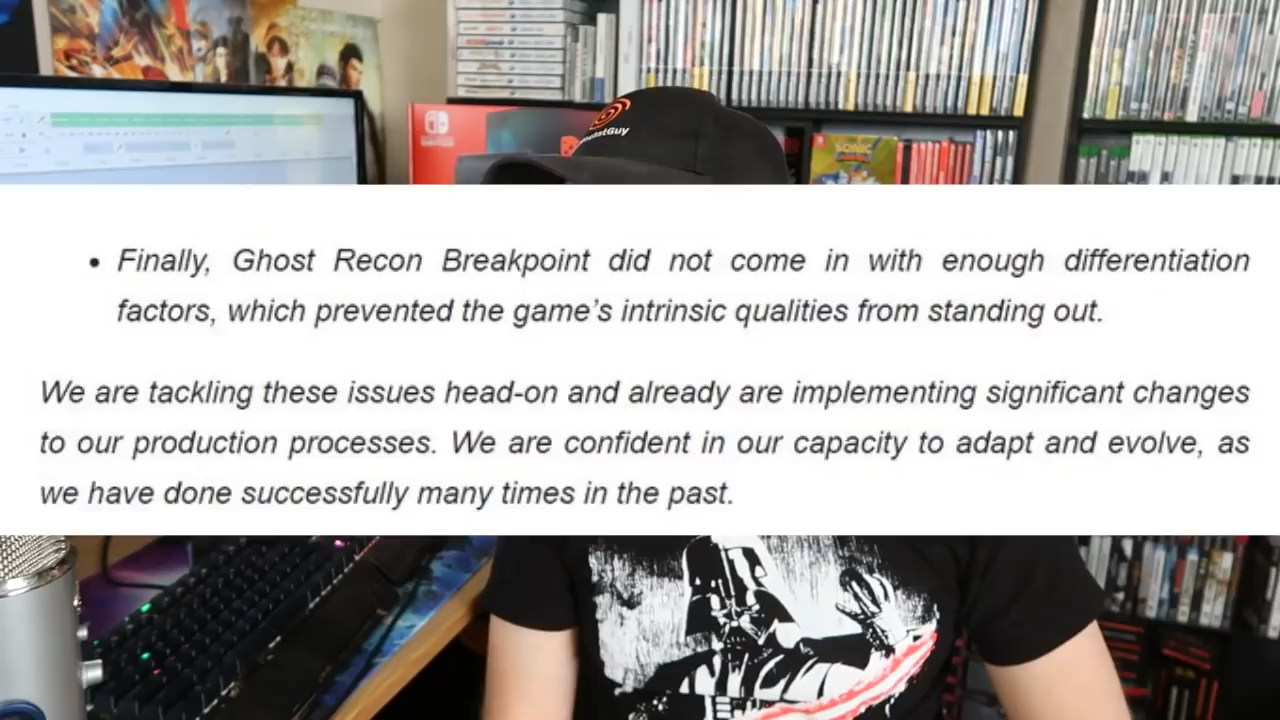 SONIC
• Finally, Ghost Recon Breakpoint did not come in with enough differentiation
factors, which prevented the game’s intrinsic qualities from standing out.
We are tackling these issues head-on and already are implementing significant changes
to our production processes. We are confident in our capacity to adapt and evolve, as
we have done successfully many times in the past.